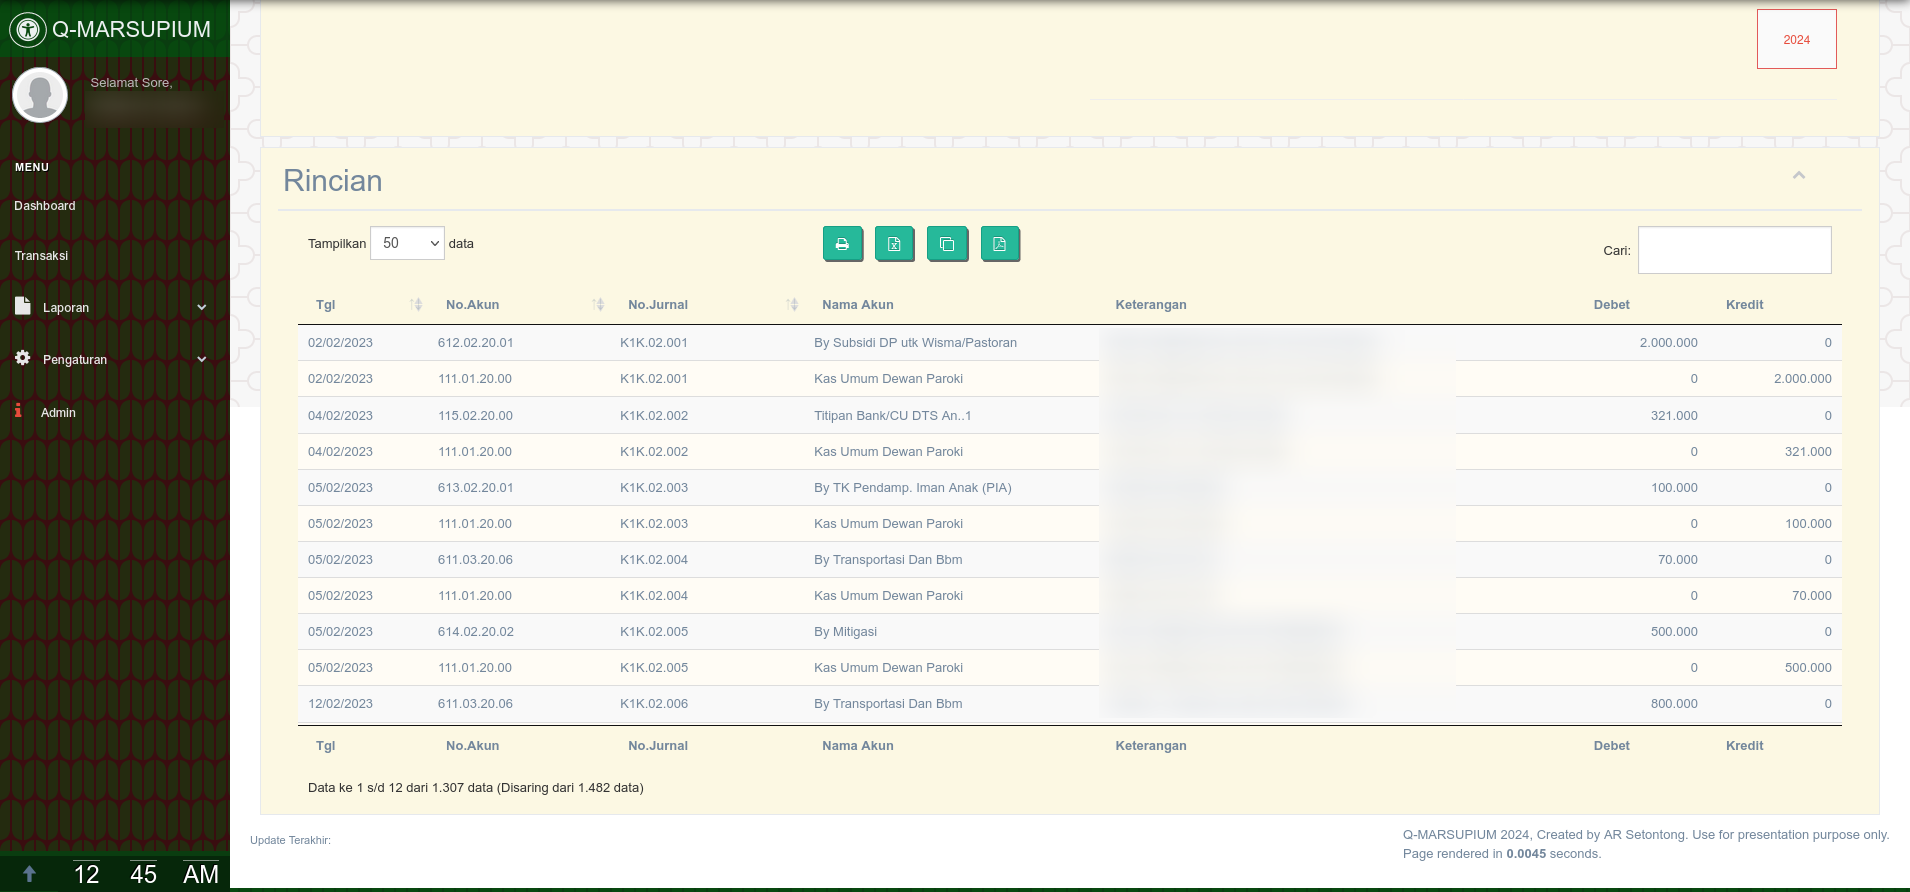 Q-MARSUPIUM
Selamat Sore,
MENU
Dashboard
Transaksi
Laporan
Pengaturan
Admin
12 45 AM
2024
Rincian
Tampilkan 50 data
Cari:
Tgl No.Akun No.Jurnal Nama Akun Keterangan Debet Kredit
02/02/2023 612.02.20.01 K1K.02.001 By Subsidi DP utk Wisma/Pastoran 2.000.000 0
02/02/2023 111.01.20.00 K1K.02.001 Kas Umum Dewan Paroki 0 2.000.000
04/02/2023 115.02.20.00 K1K.02.002 Titipan Bank/CU DTS An..1 321.000 0
04/02/2023 111.01.20.00 K1K.02.002 Kas Umum Dewan Paroki 0 321.000
05/02/2023 613.02.20.01 K1K.02.003 By TK Pendamp. Iman Anak (PIA) 100.000 0
05/02/2023 111.01.20.00 K1K.02.003 Kas Umum Dewan Paroki 0 100.000
05/02/2023 611.03.20.06 K1K.02.004 By Transportasi Dan Bbm 70.000 0
05/02/2023 111.01.20.00 K1K.02.004 Kas Umum Dewan Paroki 0 70.000
05/02/2023 614.02.20.02 K1K.02.005 By Mitigasi 500.000 0
05/02/2023 111.01.20.00 K1K.02.005 Kas Umum Dewan Paroki 0 500.000
12/02/2023 611.03.20.06 K1K.02.006 By Transportasi Dan Bbm 800.000 0
Tgl No.Akun No.Jurnal Nama Akun Keterangan Debet Kredit
Data ke 1 s/d 12 dari 1.307 data (Disaring dari 1.482 data)
Update Terakhir:
Q-MARSUPIUM 2024, Created by AR Setontong. Use for presentation purpose only.
Page rendered in 0.0045 seconds.